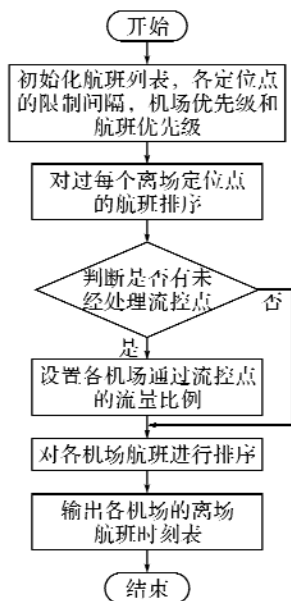 开始
初始化航班列表，各定位点
的限制间隔，机场优先级和
航班优先级
对过每个离场定位点
的航班排序
判断是否有未
经处理流控点
否
是
设置各机场通过流控点
的流量比例
对各机场航班进行排序
输出各机场的离场
航班时刻表
结束